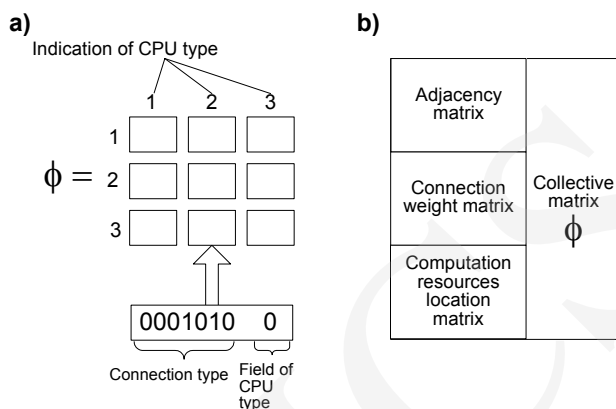 a)
Indication of CPU type
1 2 3
1
ϕ = 2
3
0001010 0
Connection type
Field of
CPU
type
b)
Adjacency
matrix
Connection
weight matrix
Computation
resources
location
matrix
Collective
matrix
ϕ